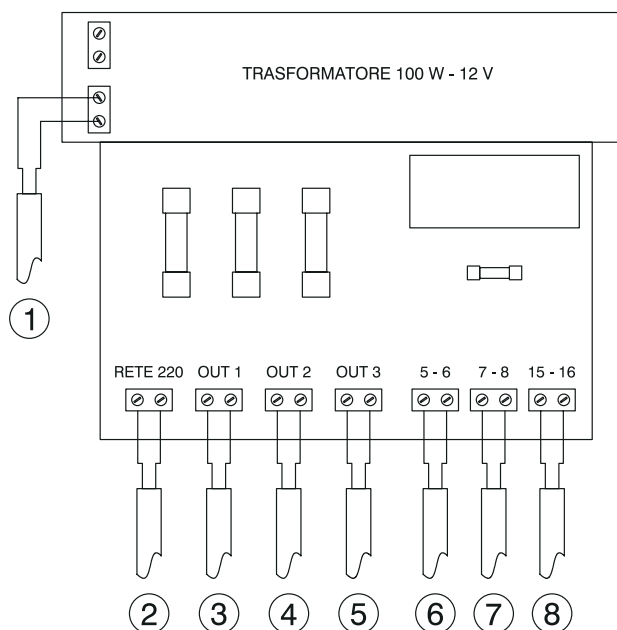 TRASFORMATORE 100 W - 12 V
1
RETE 220 OUT 1 OUT 2 OUT 3 5 - 6 7 - 8 15 - 16
2 3 4 5 6 7 8